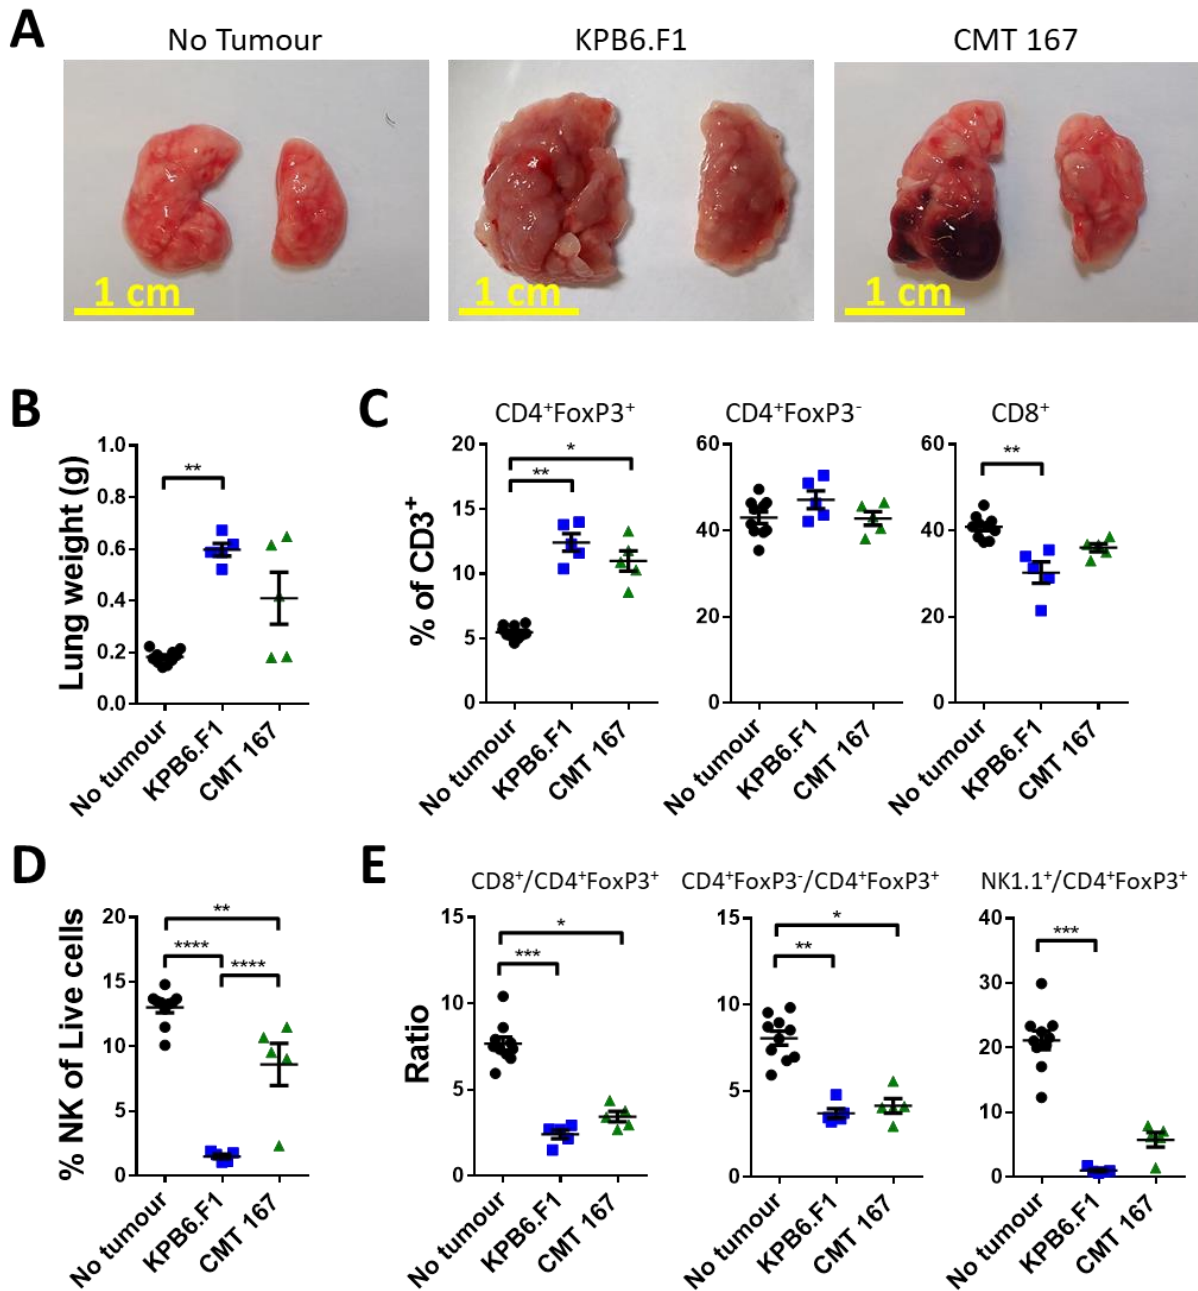 A
No Tumour
KPB6.F1
CMT 167
1 cm
1 cm
1 cm
B
Lung weight (g)
1.0
0.8
0.6
0.4
0.2
0.0
**
No tumour
KPB6.F1
CMT 167
C
% of CD3⁺
CD4⁺FoxP3⁺
20
15
10
5
0
*
**
No tumour
KPB6.F1
CMT 167
CD4⁺FoxP3⁻
60
40
20
0
No tumour
KPB6.F1
CMT 167
CD8⁺
60
40
20
0
**
No tumour
KPB6.F1
CMT 167
D
% NK of Live cells
20
15
10
5
0
**
****
****
No tumour
KPB6.F1
CMT 167
E
Ratio
CD8⁺/CD4⁺FoxP3⁺
15
10
5
0
*
***
No tumour
KPB6.F1
CMT 167
CD4⁺FoxP3⁻/CD4⁺FoxP3⁺
15
10
5
0
*
**
No tumour
KPB6.F1
CMT 167
NK1.1⁺/CD4⁺FoxP3⁺
40
30
20
10
0
***
No tumour
KPB6.F1
CMT 167